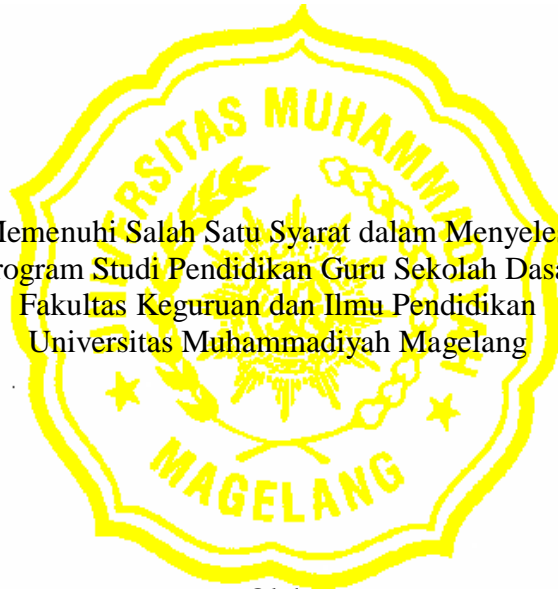 UNIVERSITAS MUHAMMADIYAH
Memenuhi Salah Satu Syarat dalam Menyele
rogram Studi Pendidikan Guru Sekolah Dasa
Fakultas Keguruan dan Ilmu Pendidikan
Universitas Muhammadiyah Magelang
MAGELANG